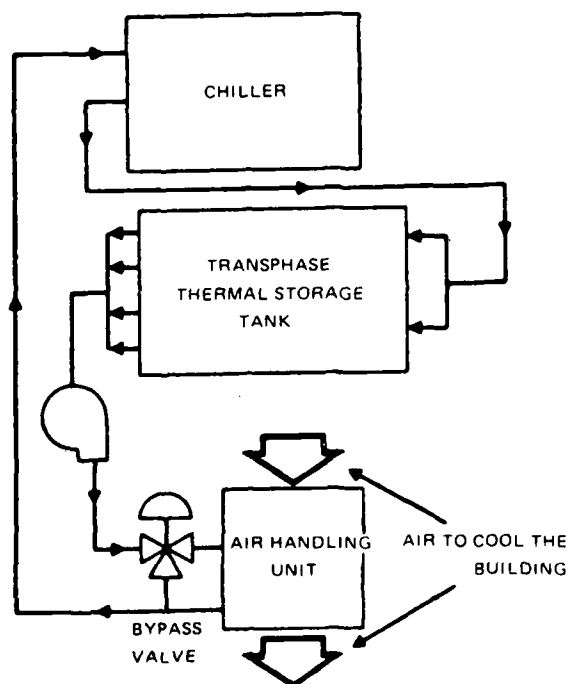 CHILLER
TRANSPHASE
THERMAL STORAGE
TANK
AIR HANDLING
UNIT
AIR TO COOL THE
BUILDING
BYPASS
VALVE